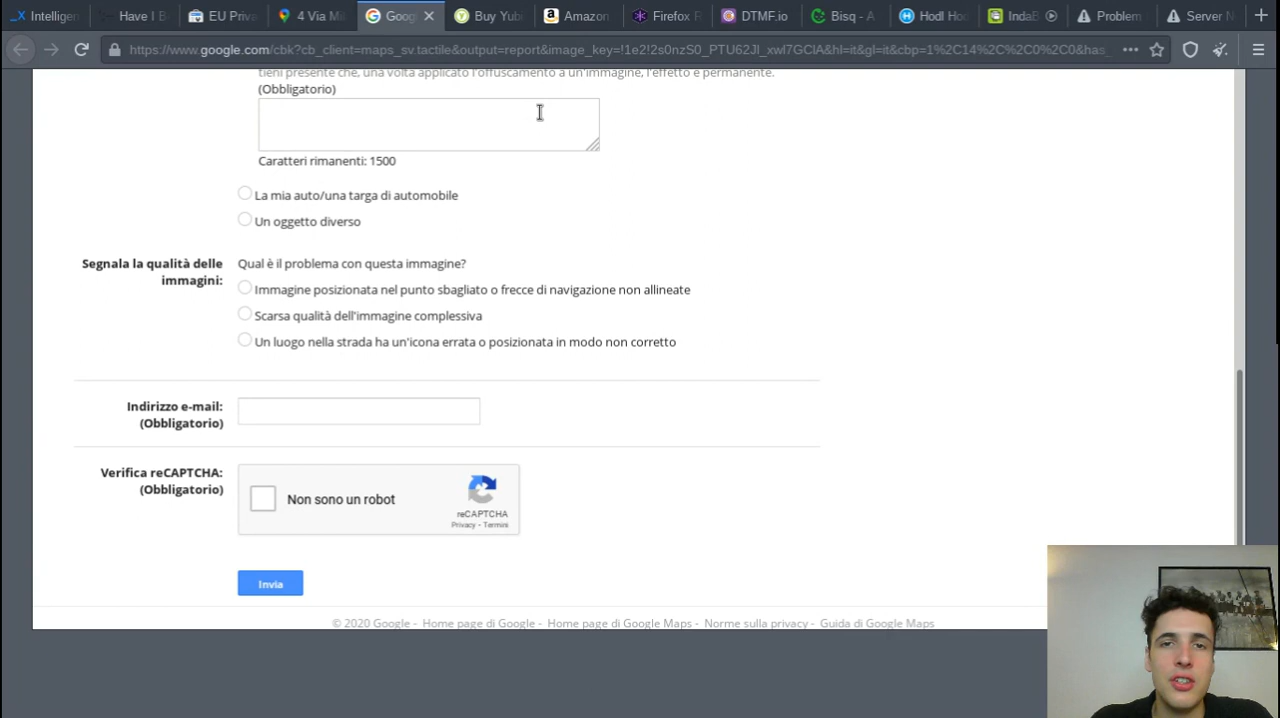 Intelligen
Have I B
EU Priva
4 Via Mi
Goog
Buy Yub
Amazon
Firefox F
DTMF.io
Bisq - A
Hodl Ho
IndaB
Problem
Server N
https://www.google.com/cbk?cb_client=maps_sv.tactile&output=report&image_key=!1e2!2s0nzS0_PTU62Jl_xwl7GClA&hl=it&gl=it&cbp=1%2C14%2C%2C0%2C0&has_
tieni presente che, una volta applicato l'offuscamento a un'immagine, l'effetto è permanente.
(Obbligatorio)
Caratteri rimanenti: 1500
La mia auto/una targa di automobile
Un oggetto diverso
Segnala la qualità delle
immagini:
Qual è il problema con questa immagine?
Immagine posizionata nel punto sbagliato o frecce di navigazione non allineate
Scarsa qualità dell'immagine complessiva
Un luogo nella strada ha un'icona errata o posizionata in modo non corretto
Indirizzo e-mail:
(Obbligatorio)
Verifica reCAPTCHA:
(Obbligatorio)
Non sono un robot
reCAPTCHA
Privacy - Termini
Invia
© 2020 Google - Home page di Google - Home page di Google Maps - Norme sulla privacy - Guida di Google Maps